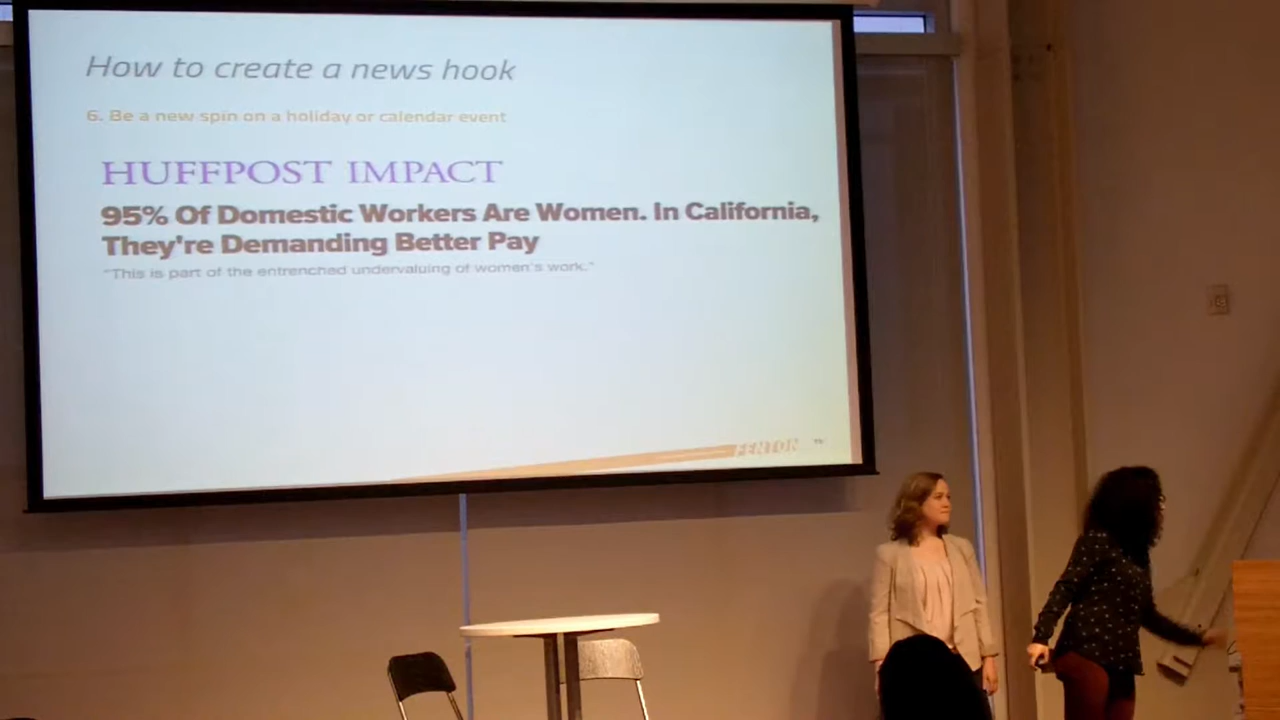 How to create a news hook
6. Be a new spin on a holiday or calendar event
HUFFPOST IMPACT
95% Of Domestic Workers Are Women. In California,
They're Demanding Better Pay
"This is part of the entrenched undervaluing of women's work."
FENTON